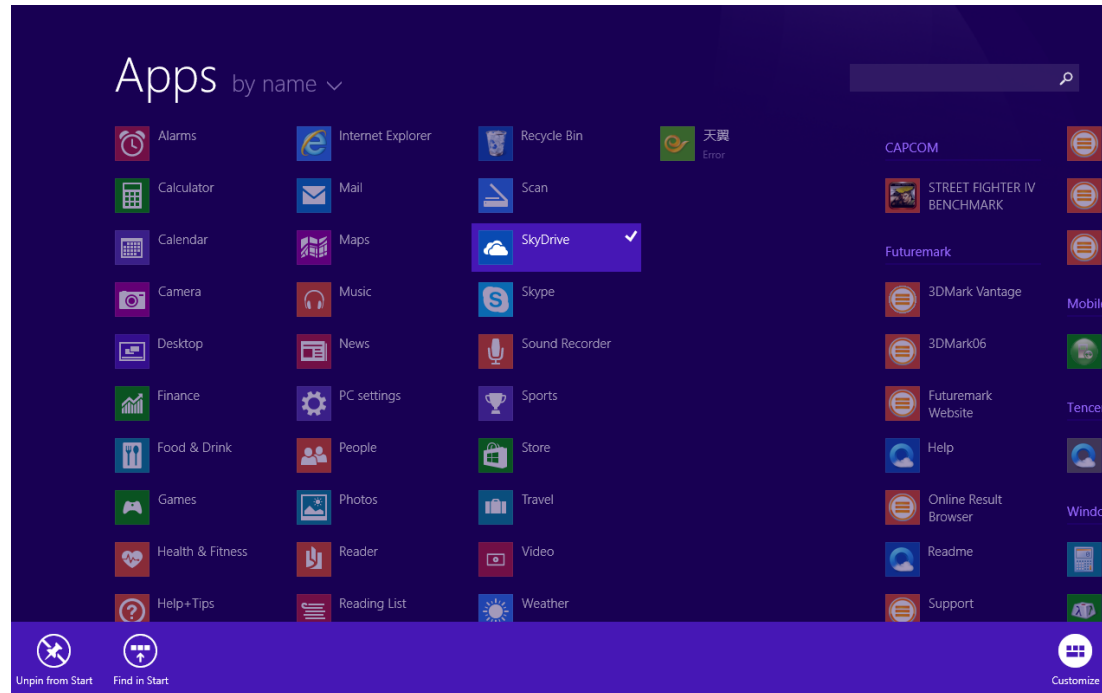 Apps by name
Alarms
Calculator
Calendar
Camera
Desktop
Finance
Food & Drink
Games
Health & Fitness
Help+Tips
Internet Explorer
Mail
Maps
Music
News
PC settings
People
Photos
Reader
Reading List
Recycle Bin
Scan
SkyDrive
Skype
Sound Recorder
Sports
Store
Travel
Video
Weather
天翼
Error
CAPCOM
STREET FIGHTER IV
BENCHMARK
Futuremark
3DMark Vantage
3DMark06
Futuremark
Website
Help
Online Result
Browser
Readme
Support
Unpin from Start
Find in Start
Customize